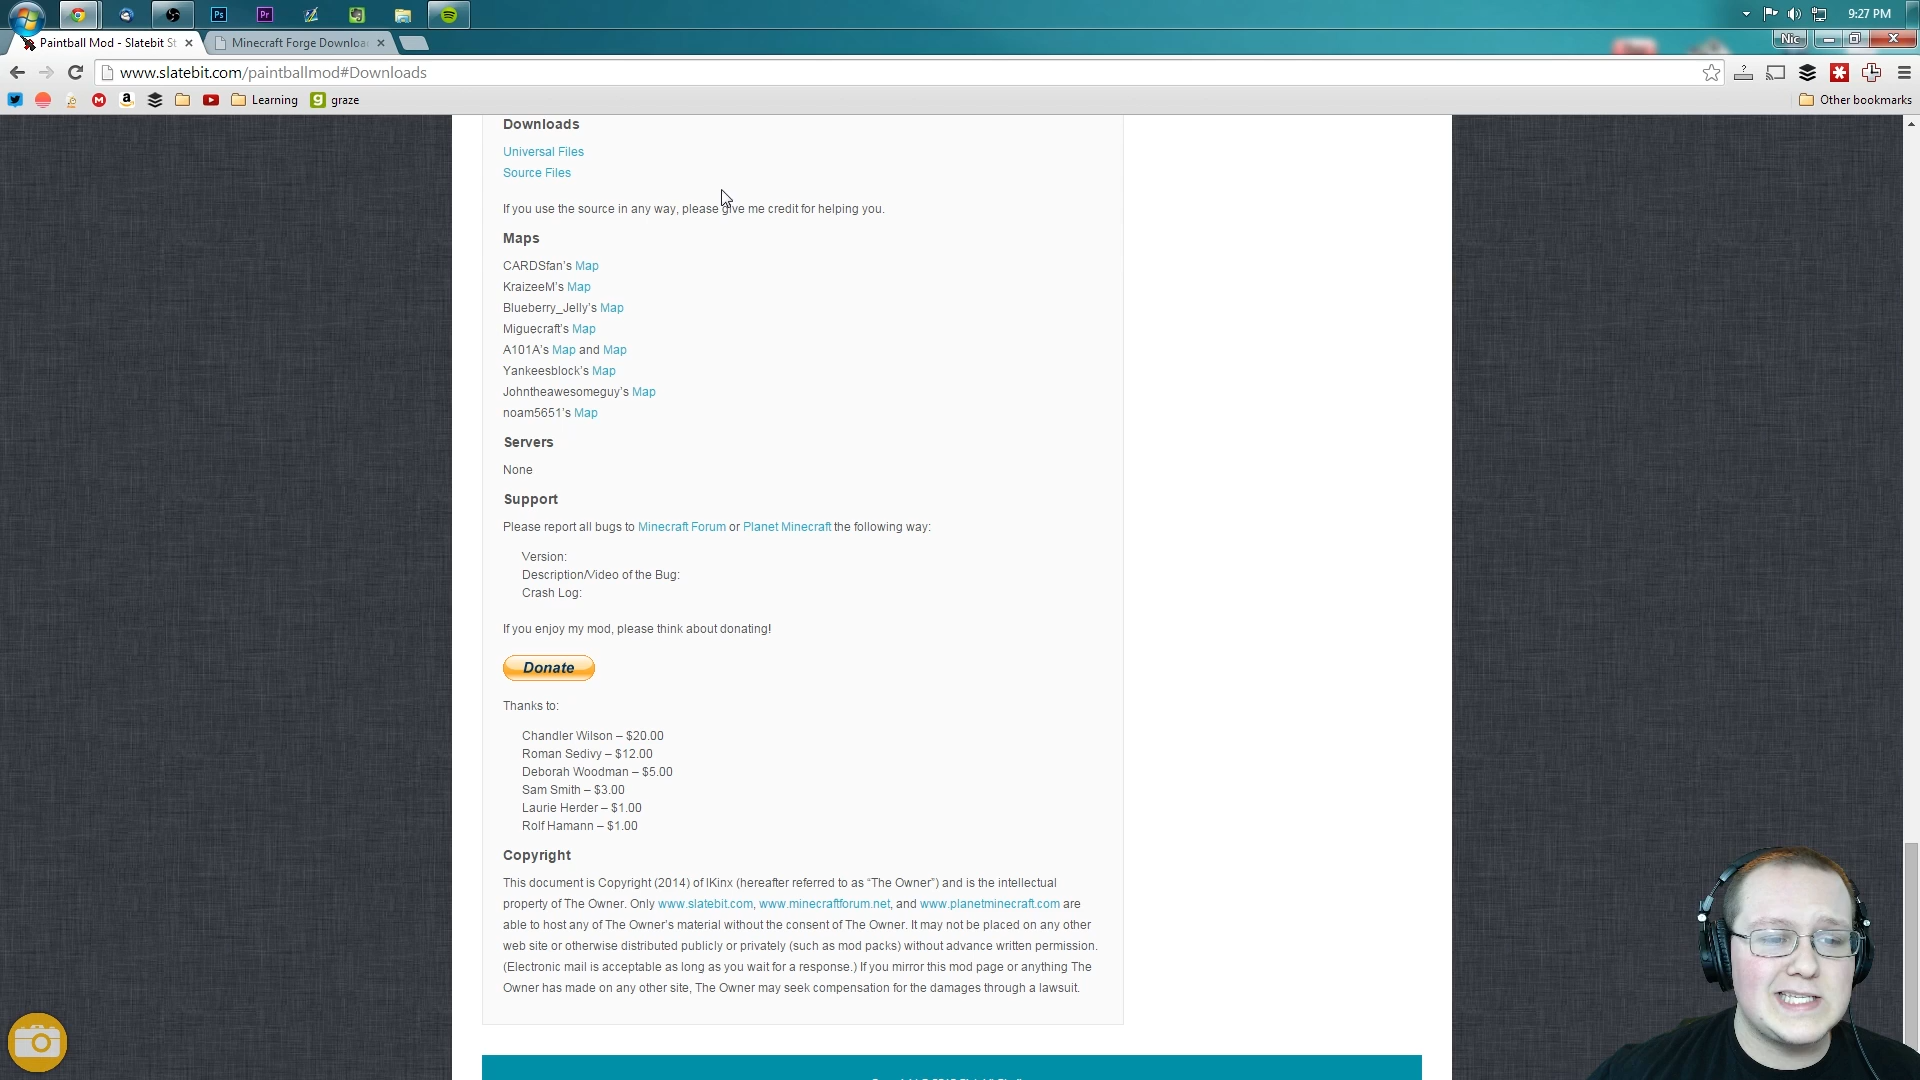 9:27 PM
Paintball Mod - Slatebit St
Minecraft Forge Downloa
Nic
www.slatebit.com/paintballmod#Downloads
Learning
graze
Other bookmarks
Downloads
Universal Files
Source Files
If you use the source in any way, please give me credit for helping you.
Maps
CARDSfan's Map
KraizeeM's Map
Blueberry_Jelly's Map
Miguecraft's Map
A101A's Map and Map
Yankeesblock's Map
Johntheawesomeguy's Map
noam5651's Map
Servers
None
Support
Please report all bugs to Minecraft Forum or Planet Minecraft the following way:
Version:
Description/Video of the Bug:
Crash Log:
If you enjoy my mod, please think about donating!
Donate
Thanks to:
Chandler Wilson – $20.00
Roman Sedivy – $12.00
Deborah Woodman – $5.00
Sam Smith – $3.00
Laurie Herder – $1.00
Rolf Hamann – $1.00
Copyright
This document is Copyright (2014) of IKinx (hereafter referred to as “The Owner”) and is the intellectual
property of The Owner. Only www.slatebit.com, www.minecraftforum.net, and www.planetminecraft.com are
able to host any of The Owner's material without the consent of The Owner. It may not be placed on any other
web site or otherwise distributed publicly or privately (such as mod packs) without advance written permission.
(Electronic mail is acceptable as long as you wait for a response.) If you mirror this mod page or anything The
Owner has made on any other site, The Owner may seek compensation for the damages through a lawsuit.